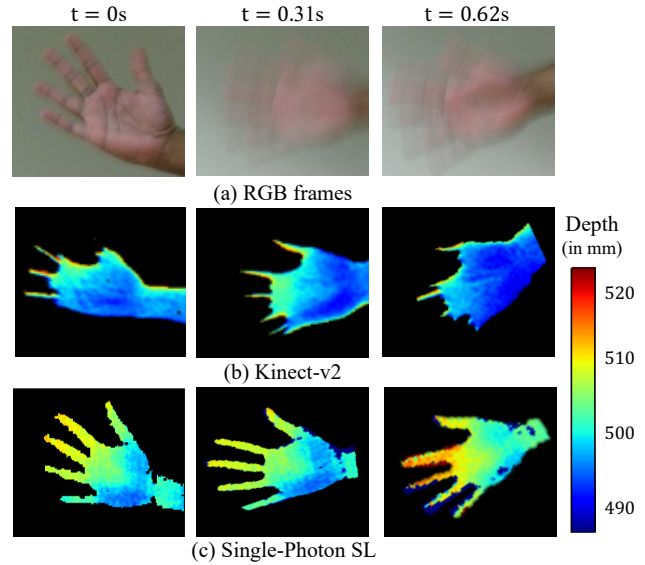 t = 0s
t = 0.31s
t = 0.62s
(a) RGB frames
(b) Kinect-v2
Depth
(in mm)
520
510
500
490
(c) Single-Photon SL